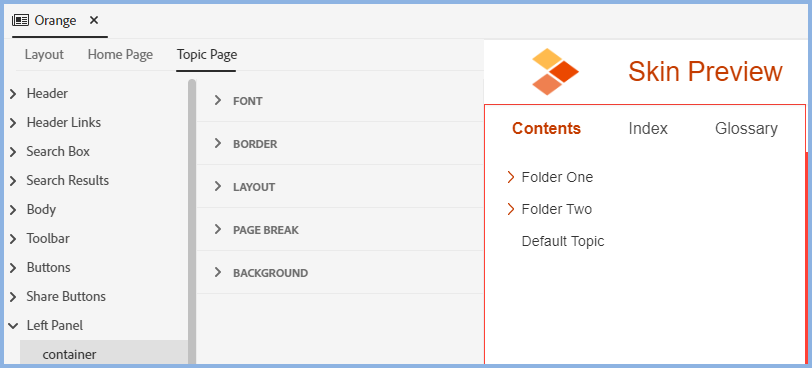 Orange
Layout Home Page Topic Page
Header
Header Links
Search Box
Search Results
Body
Toolbar
Buttons
Share Buttons
Left Panel
container
FONT
BORDER
LAYOUT
PAGE BREAK
BACKGROUND
Skin Preview
Contents Index Glossary
Folder One
Folder Two
Default Topic